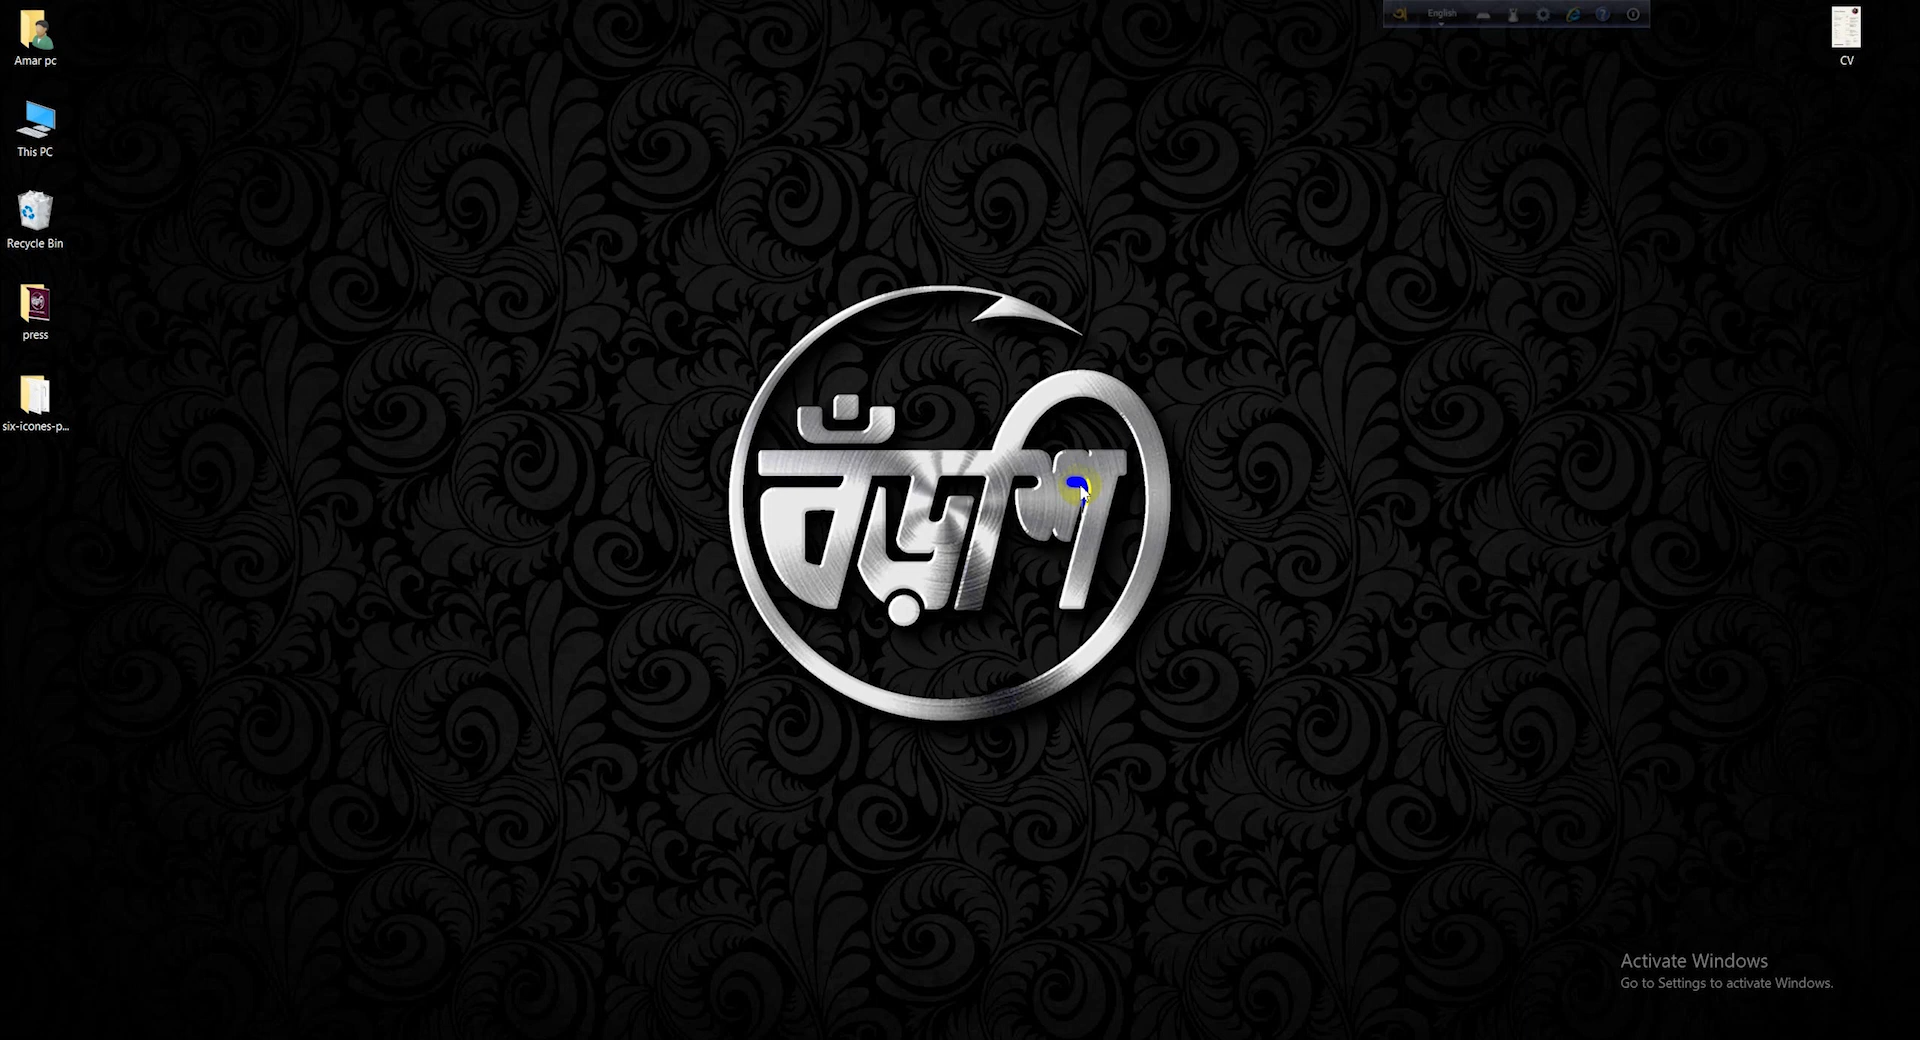 Amar pc
This PC
Recycle Bin
press
six-icones-p...
English
CV
বঁড়শি
Activate Windows
Go to Settings to activate Windows.